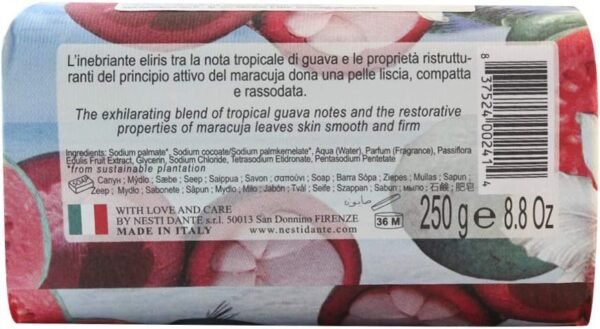 L'inebriante eliris tra la nota tropicale di guava e le proprietà ristruttu-
ranti del principio attivo del maracuja dona una pelle liscia, compatta
e rassodata.
The exhilarating blend of tropical guava notes and the restorative
properties of maracuja leaves skin smooth and firm
Ingredients: Sodium palmate*, Sodium cocoate/Sodium palmkernelate*, Aqua (Water), Parfum (Fragrance), Passiflora
Edulis Fruit Extract, Glycerin, Sodium Chloride, Tetrasodium Etidronate, Pentasodium Pentetate
*from sustainable plantation
SOAP Сапун / Mýdlo / Sæbe / Seep / Saippua / Savon / σαπούνι / Soap / Barra Sópa / Ziepes / Muilas / Sapun /
Zeep / Mydło / Sabonete / Săpun / Mydlo / Milo / Jabón / Tvål / Seife / Szappan / Sabun / мыло / 石鹸 / 肥皂
صابون
WITH LOVE AND CARE
BY NESTI DANTE s.r.l. 50013 San Donnino FIRENZE
MADE IN ITALY www.nestidante.com
36 M
250 g e 8.8 Oz
8 37524 00241 4